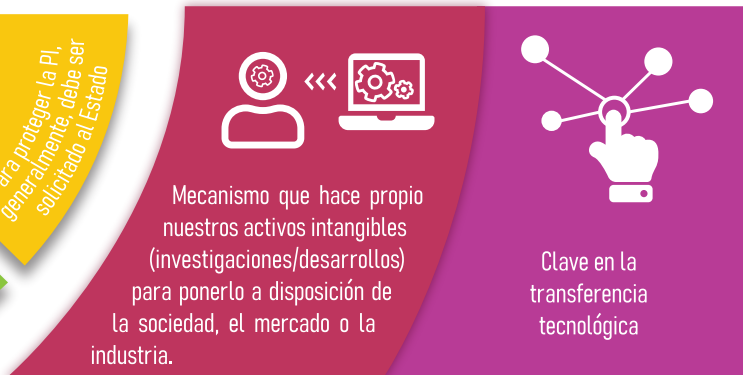 ara proteger la PI,
generalmente, debe ser
solicitado al Estado
Mecanismo que hace propio
nuestros activos intangibles
(investigaciones/desarrollos)
para ponerlo a disposición de
la sociedad, el mercado o la
industria.
Clave en la
transferencia
tecnológica